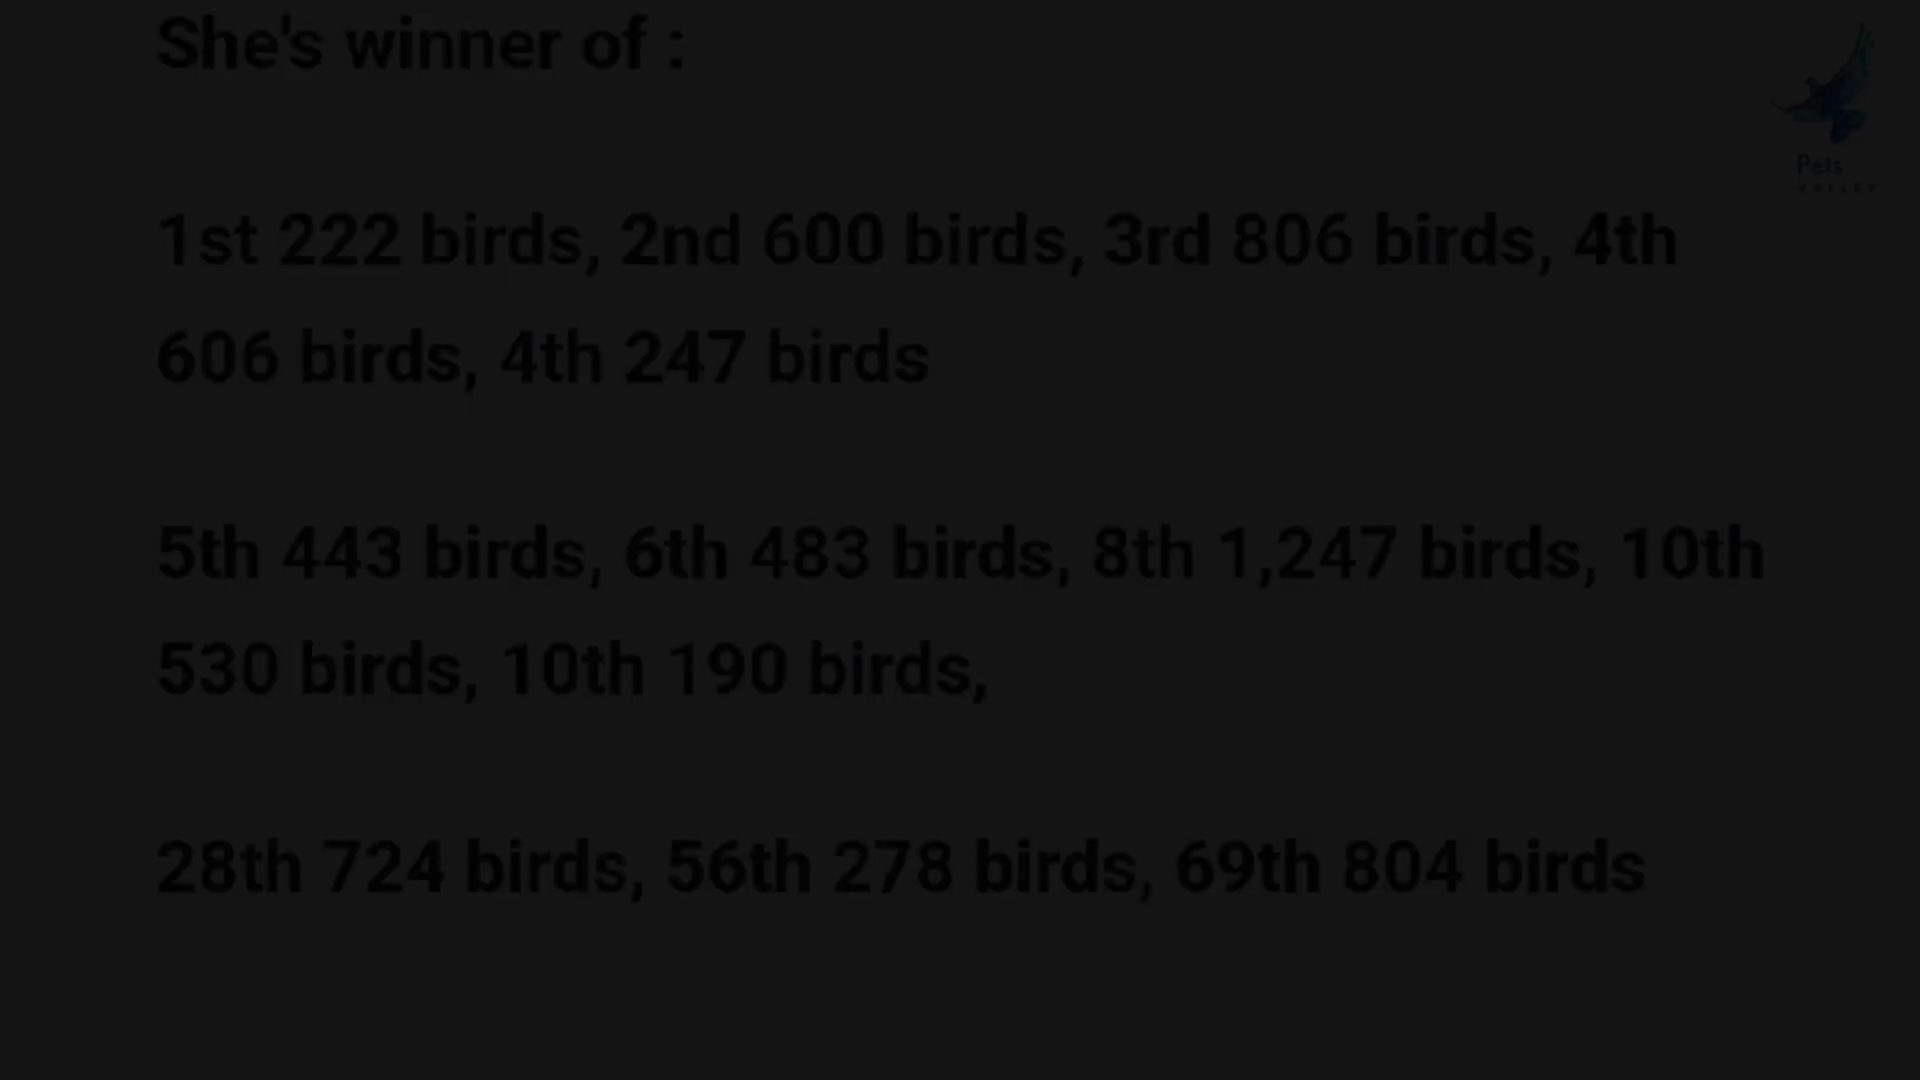 She's winner of :
Pets
VALLEY
1st 222 birds, 2nd 600 birds, 3rd 806 birds, 4th
606 birds, 4th 247 birds
5th 443 birds, 6th 483 birds, 8th 1,247 birds, 10th
530 birds, 10th 190 birds,
28th 724 birds, 56th 278 birds, 69th 804 birds